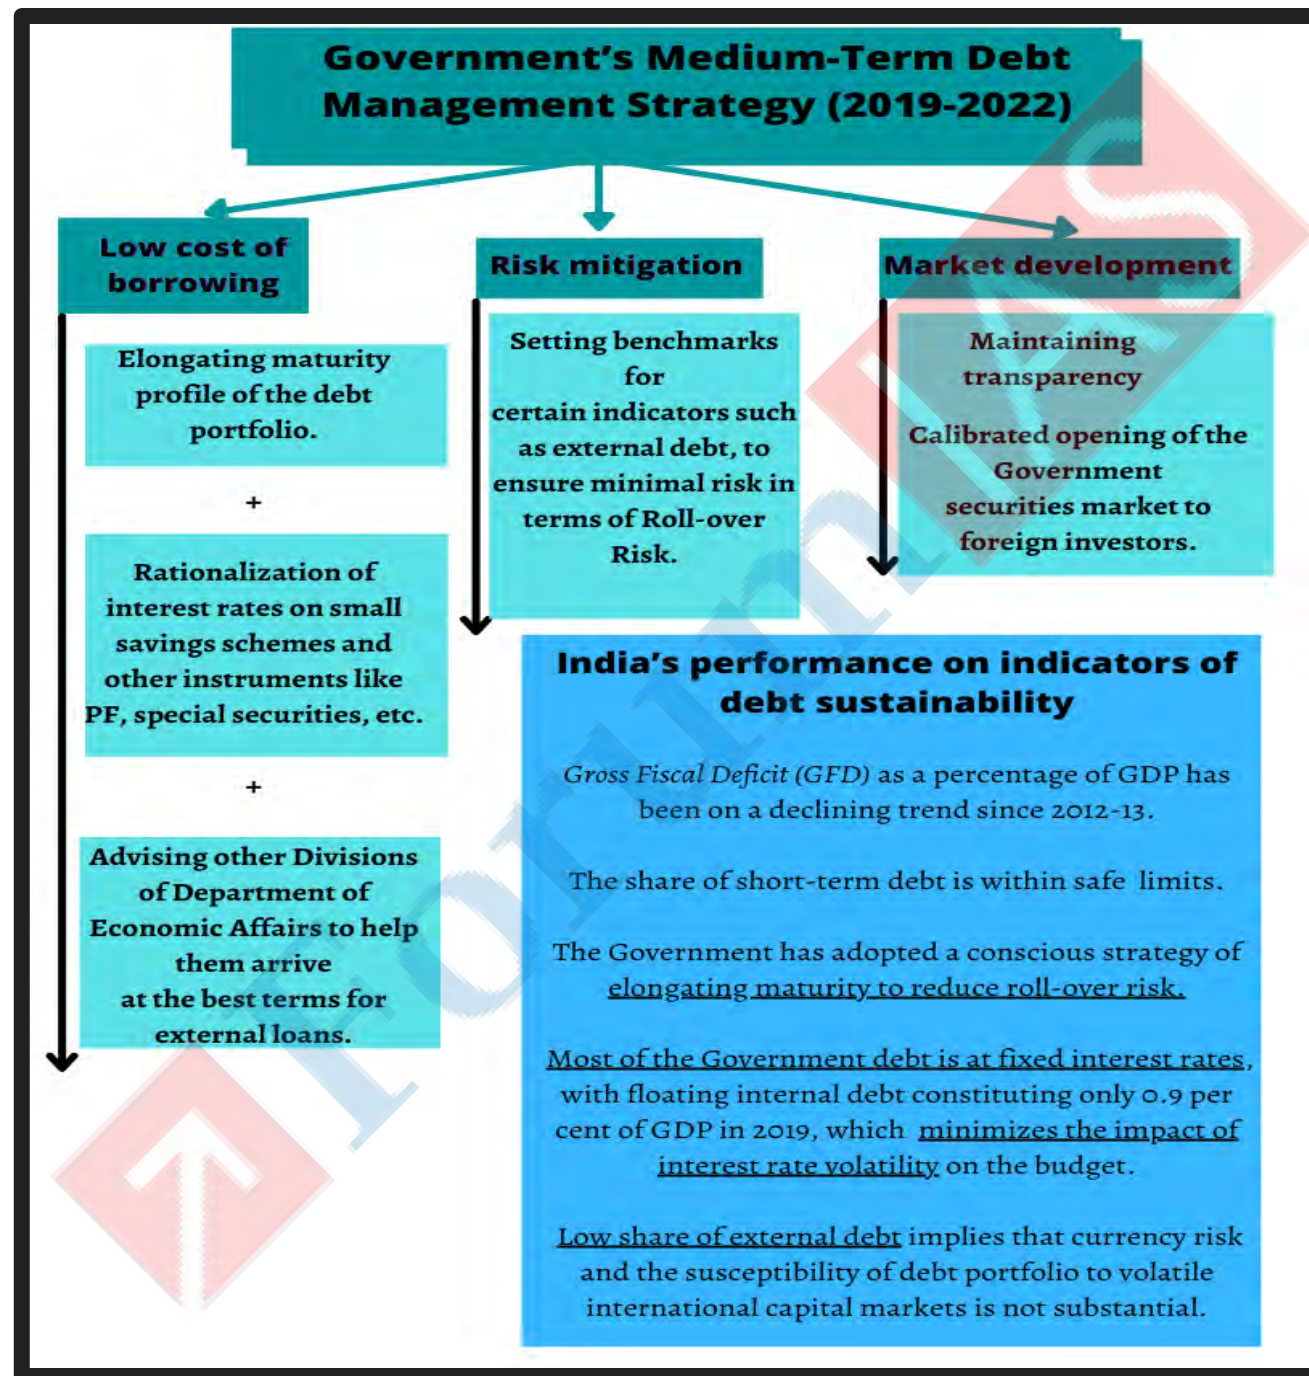 Government’s Medium-Term Debt
Management Strategy (2019-2022)
Low cost of
borrowing
Elongating maturity
profile of the debt
portfolio.
+
Rationalization of
interest rates on small
savings schemes and
other instruments like
PF, special securities, etc.
+
Advising other Divisions
of Department of
Economic Affairs to help
them arrive
at the best terms for
external loans.
Risk mitigation
Setting benchmarks
for
certain indicators such
as external debt, to
ensure minimal risk in
terms of Roll-over
Risk.
Market development
Maintaining
transparency
Calibrated opening of the
Government
securities market to
foreign investors.
India’s performance on indicators of
debt sustainability
Gross Fiscal Deficit (GFD) as a percentage of GDP has
been on a declining trend since 2012-13.
The share of short-term debt is within safe limits.
The Government has adopted a conscious strategy of
elongating maturity to reduce roll-over risk.
Most of the Government debt is at fixed interest rates,
with floating internal debt constituting only 0.9 per
cent of GDP in 2019, which minimizes the impact of
interest rate volatility on the budget.
Low share of external debt implies that currency risk
and the susceptibility of debt portfolio to volatile
international capital markets is not substantial.
Forum IAS